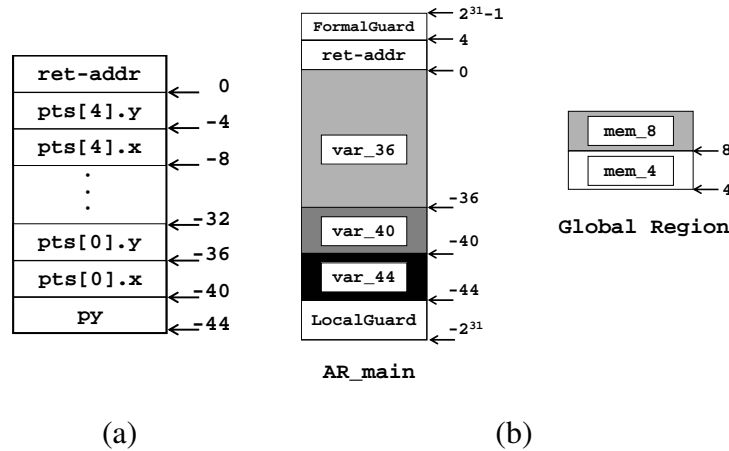 ret-addr
0
pts[4].y
-4
pts[4].x
-8
.
.
.
-32
pts[0].y
-36
pts[0].x
-40
py
-44
(a)
2³¹-1
FormalGuard
4
ret-addr
0
var_36
-36
var_40
-40
var_44
-44
LocalGuard
-2³¹
AR_main
mem_8
8
mem_4
4
Global Region
(b)